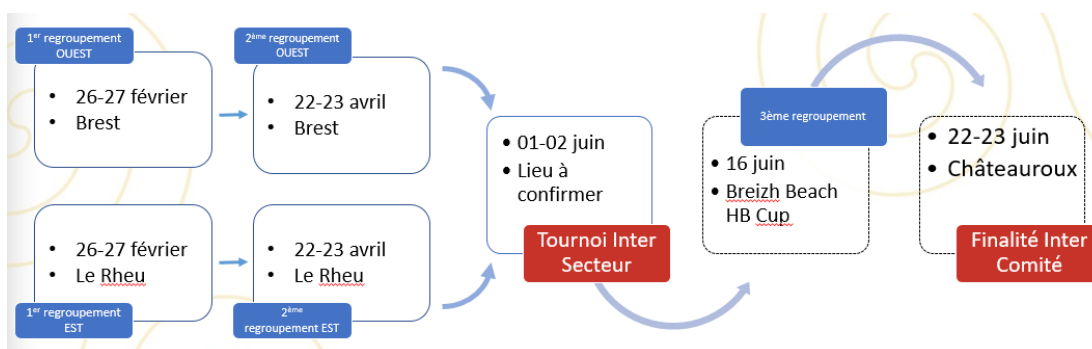 1er regroupement
OUEST
• 26-27 février
• Brest
2ème regroupement
OUEST
• 22-23 avril
• Brest
1er regroupement
EST
• 26-27 février
• Le Rheu
2ème
regroupement EST
• 22-23 avril
• Le Rheu
• 01-02 juin
• Lieu à
confirmer
Tournoi Inter
Secteur
3ème regroupement
• 16 juin
• Breizh Beach
HB Cup
• 22-23 juin
• Châteauroux
Finalité Inter
Comité